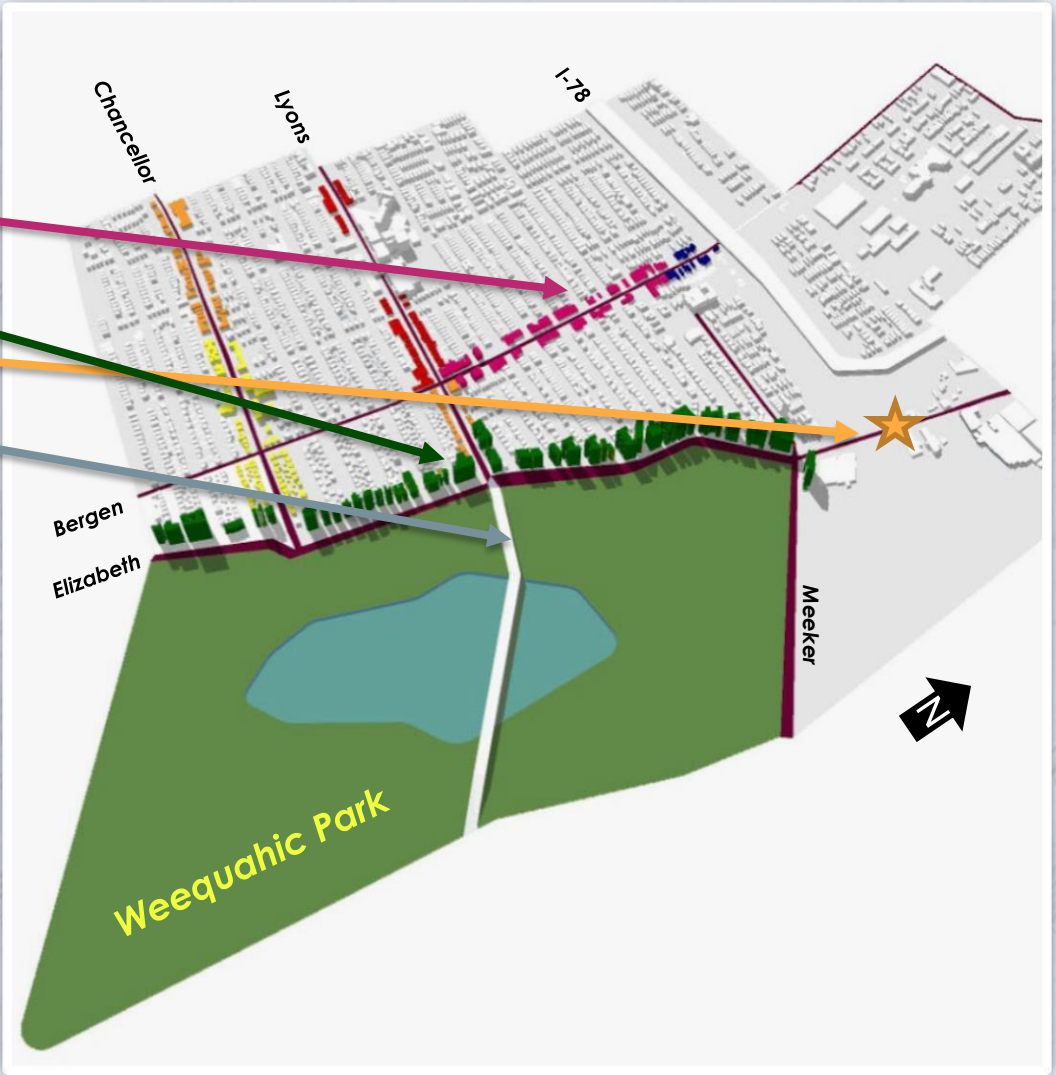 Chancellor
Lyons
I-78
Bergen
Elizabeth
Meeker
N
Weequahic Park